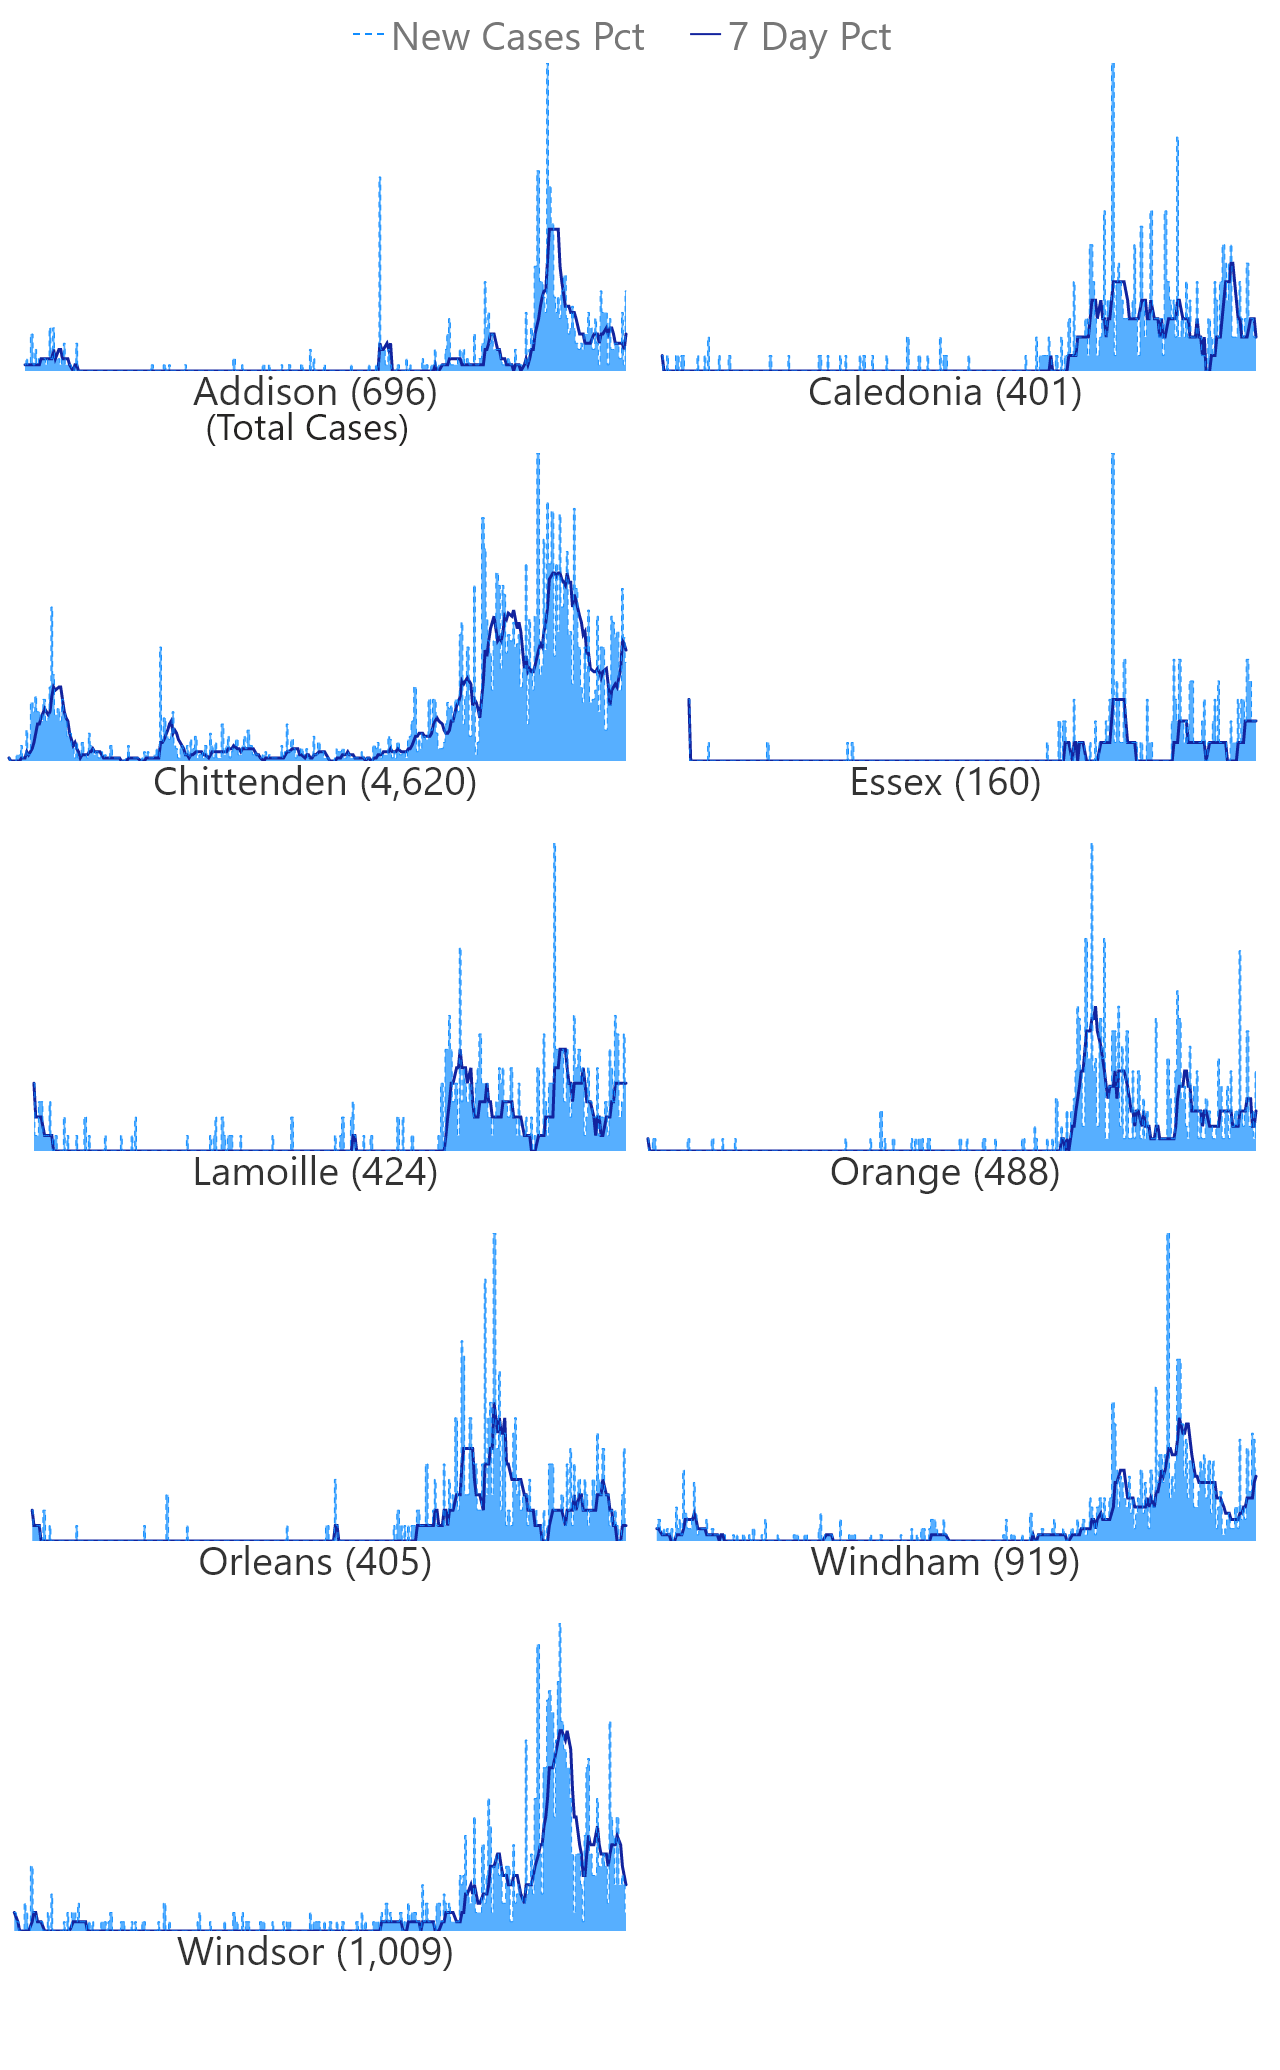 New Cases Pct 7 Day Pct
Addison (696) Caledonia (401)
(Total Cases)
Chittenden (4,620) Essex (160)
Lamoille (424) Orange (488)
Orleans (405) Windham (919)
Windsor (1,009)